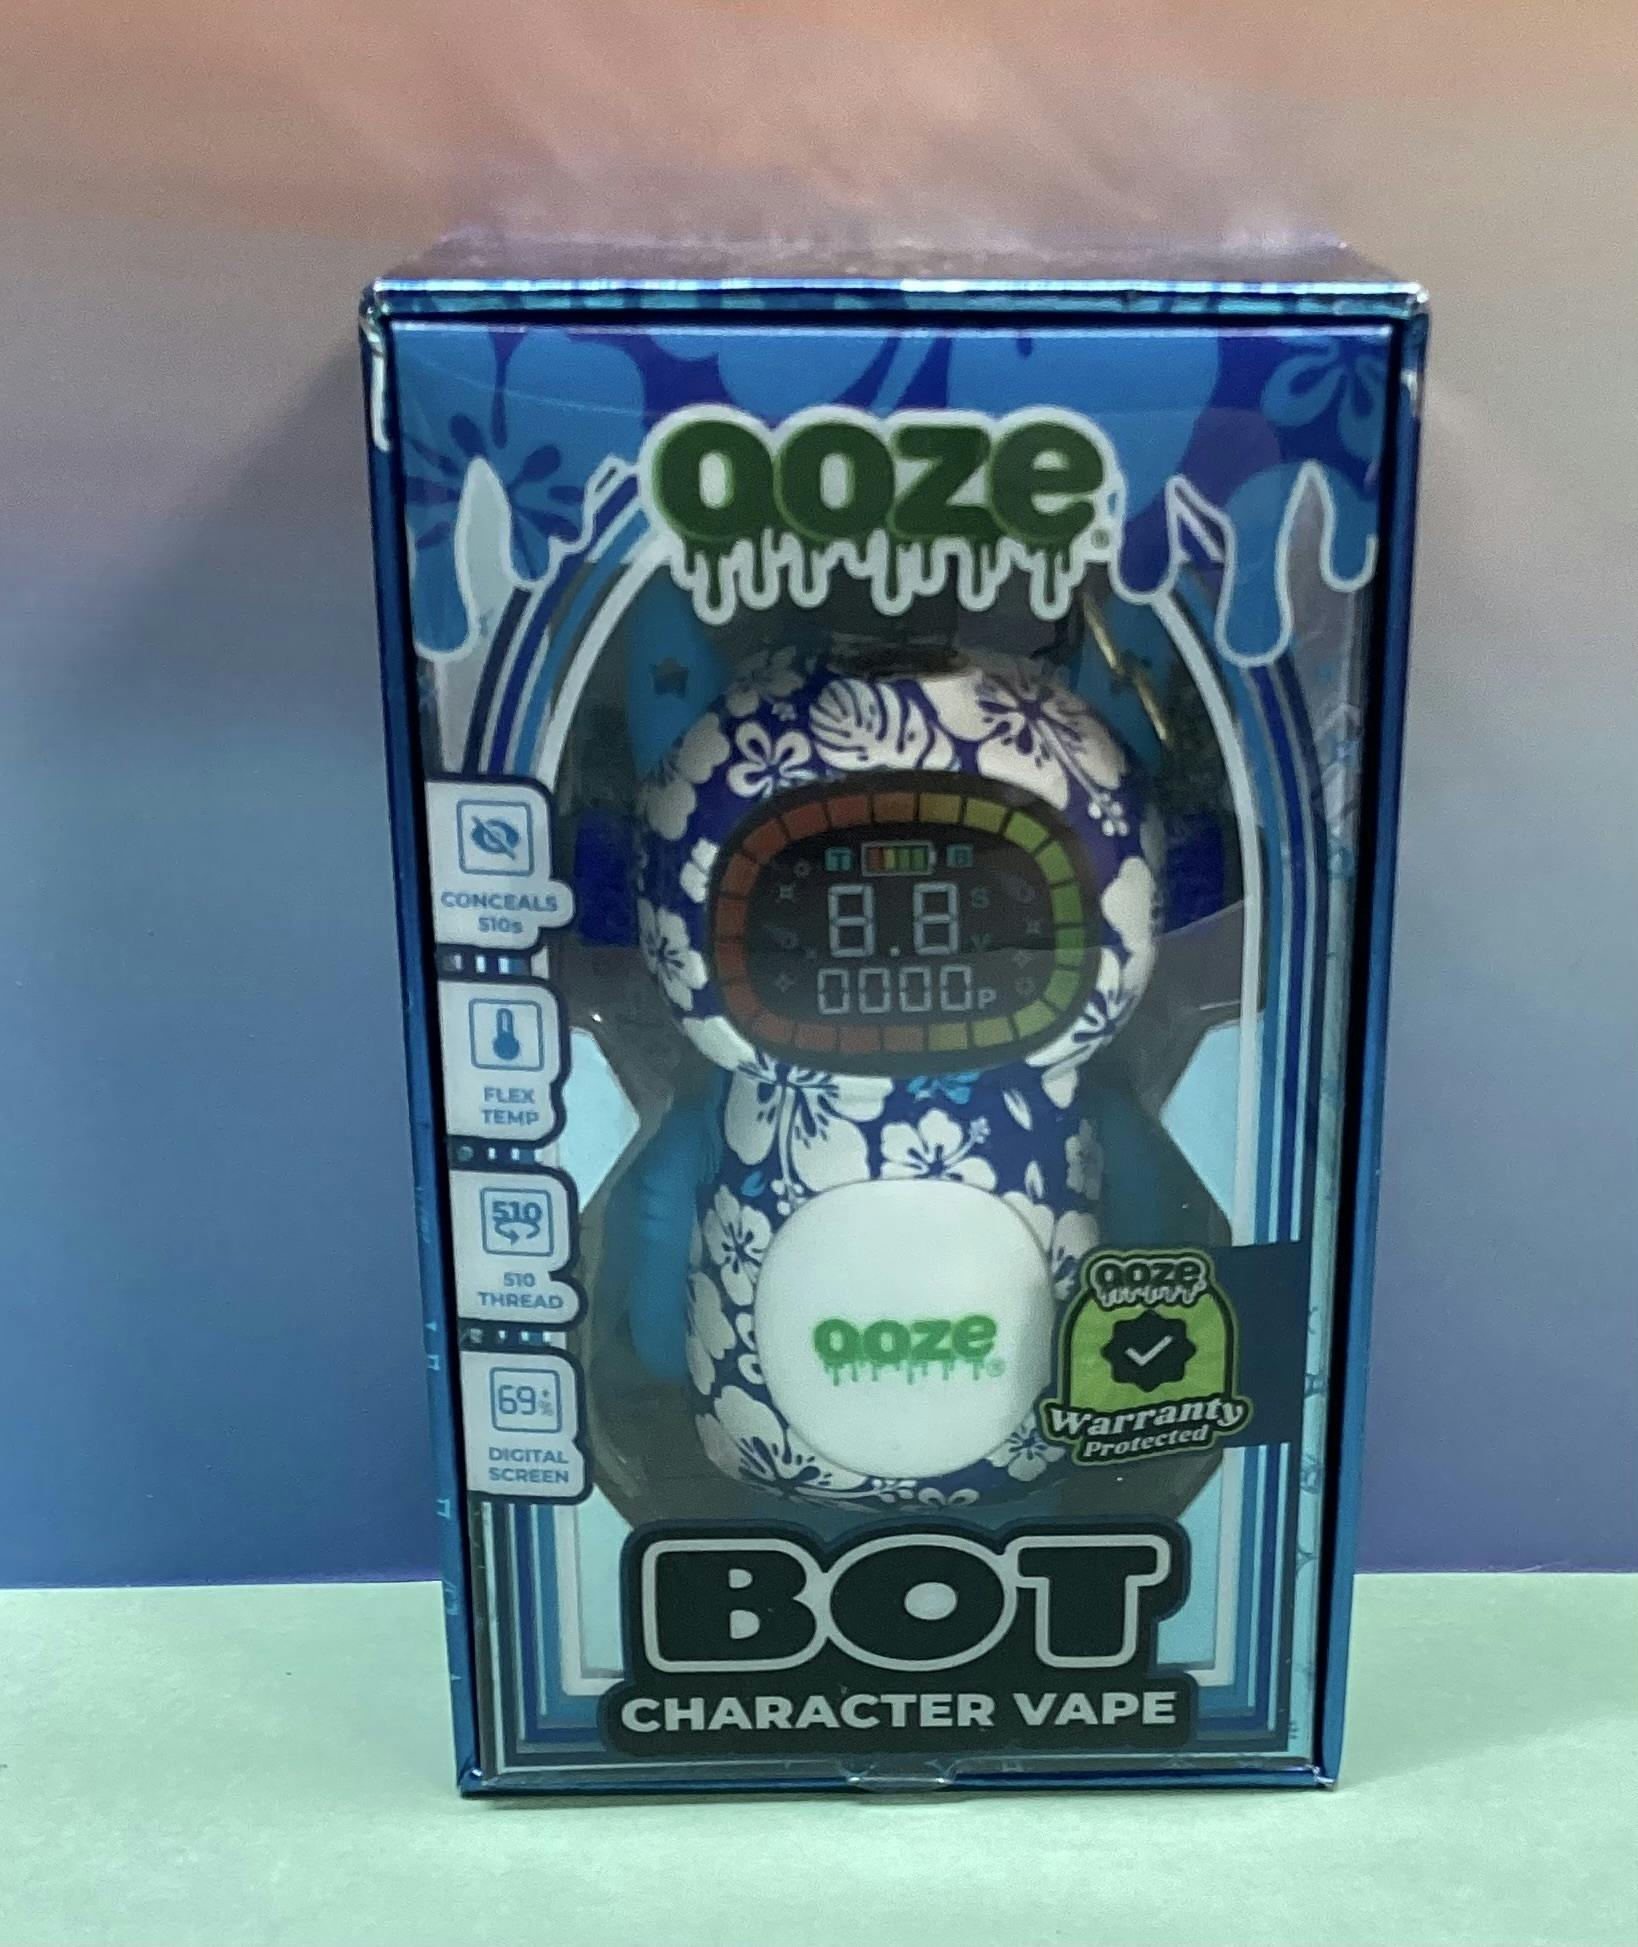 ooze
T B
8.8 S
V
0000P
CONCEALS
510s
FLEX
TEMP
510
510
THREAD
69%
DIGITAL
SCREEN
ooze
ooze
Warranty
Protected
BOT
CHARACTER VAPE